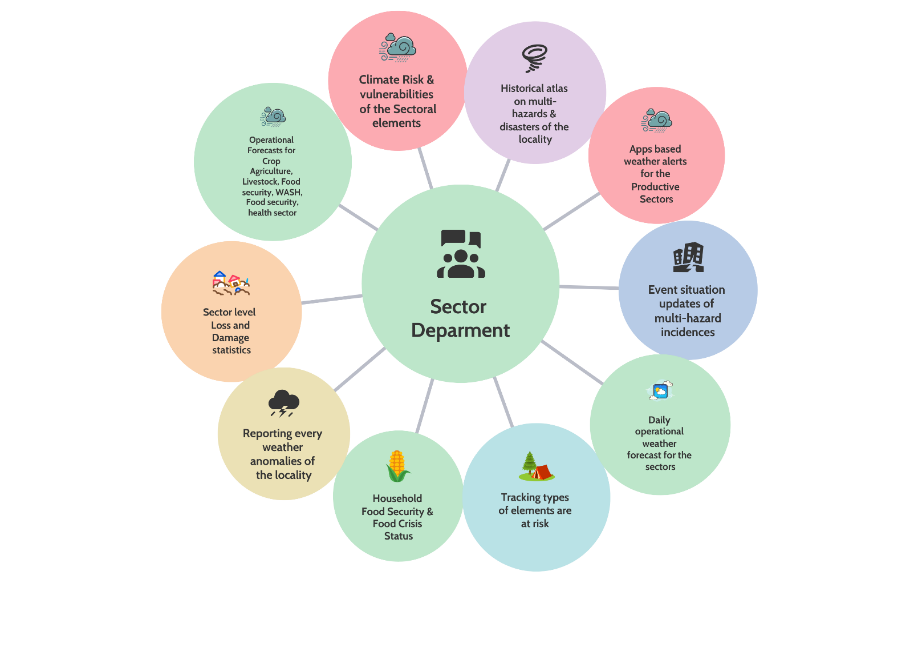 Climate Risk &
vulnerabilities
of the Sectoral
elements
Historical atlas
on multi-
hazards &
disasters of the
locality
Apps based
weather alerts
for the
Productive
Sectors
Event situation
updates of
multi-hazard
incidences
Daily
operational
weather
forecast for the
sectors
Tracking types
of elements are
at risk
Household
Food Security &
Food Crisis
Status
Reporting every
weather
anomalies of
the locality
Sector level
Loss and
Damage
statistics
Operational
Forecasts for
Crop
Agriculture,
Livestock, Food
security, WASH,
Food security,
health sector
Sector
Deparment